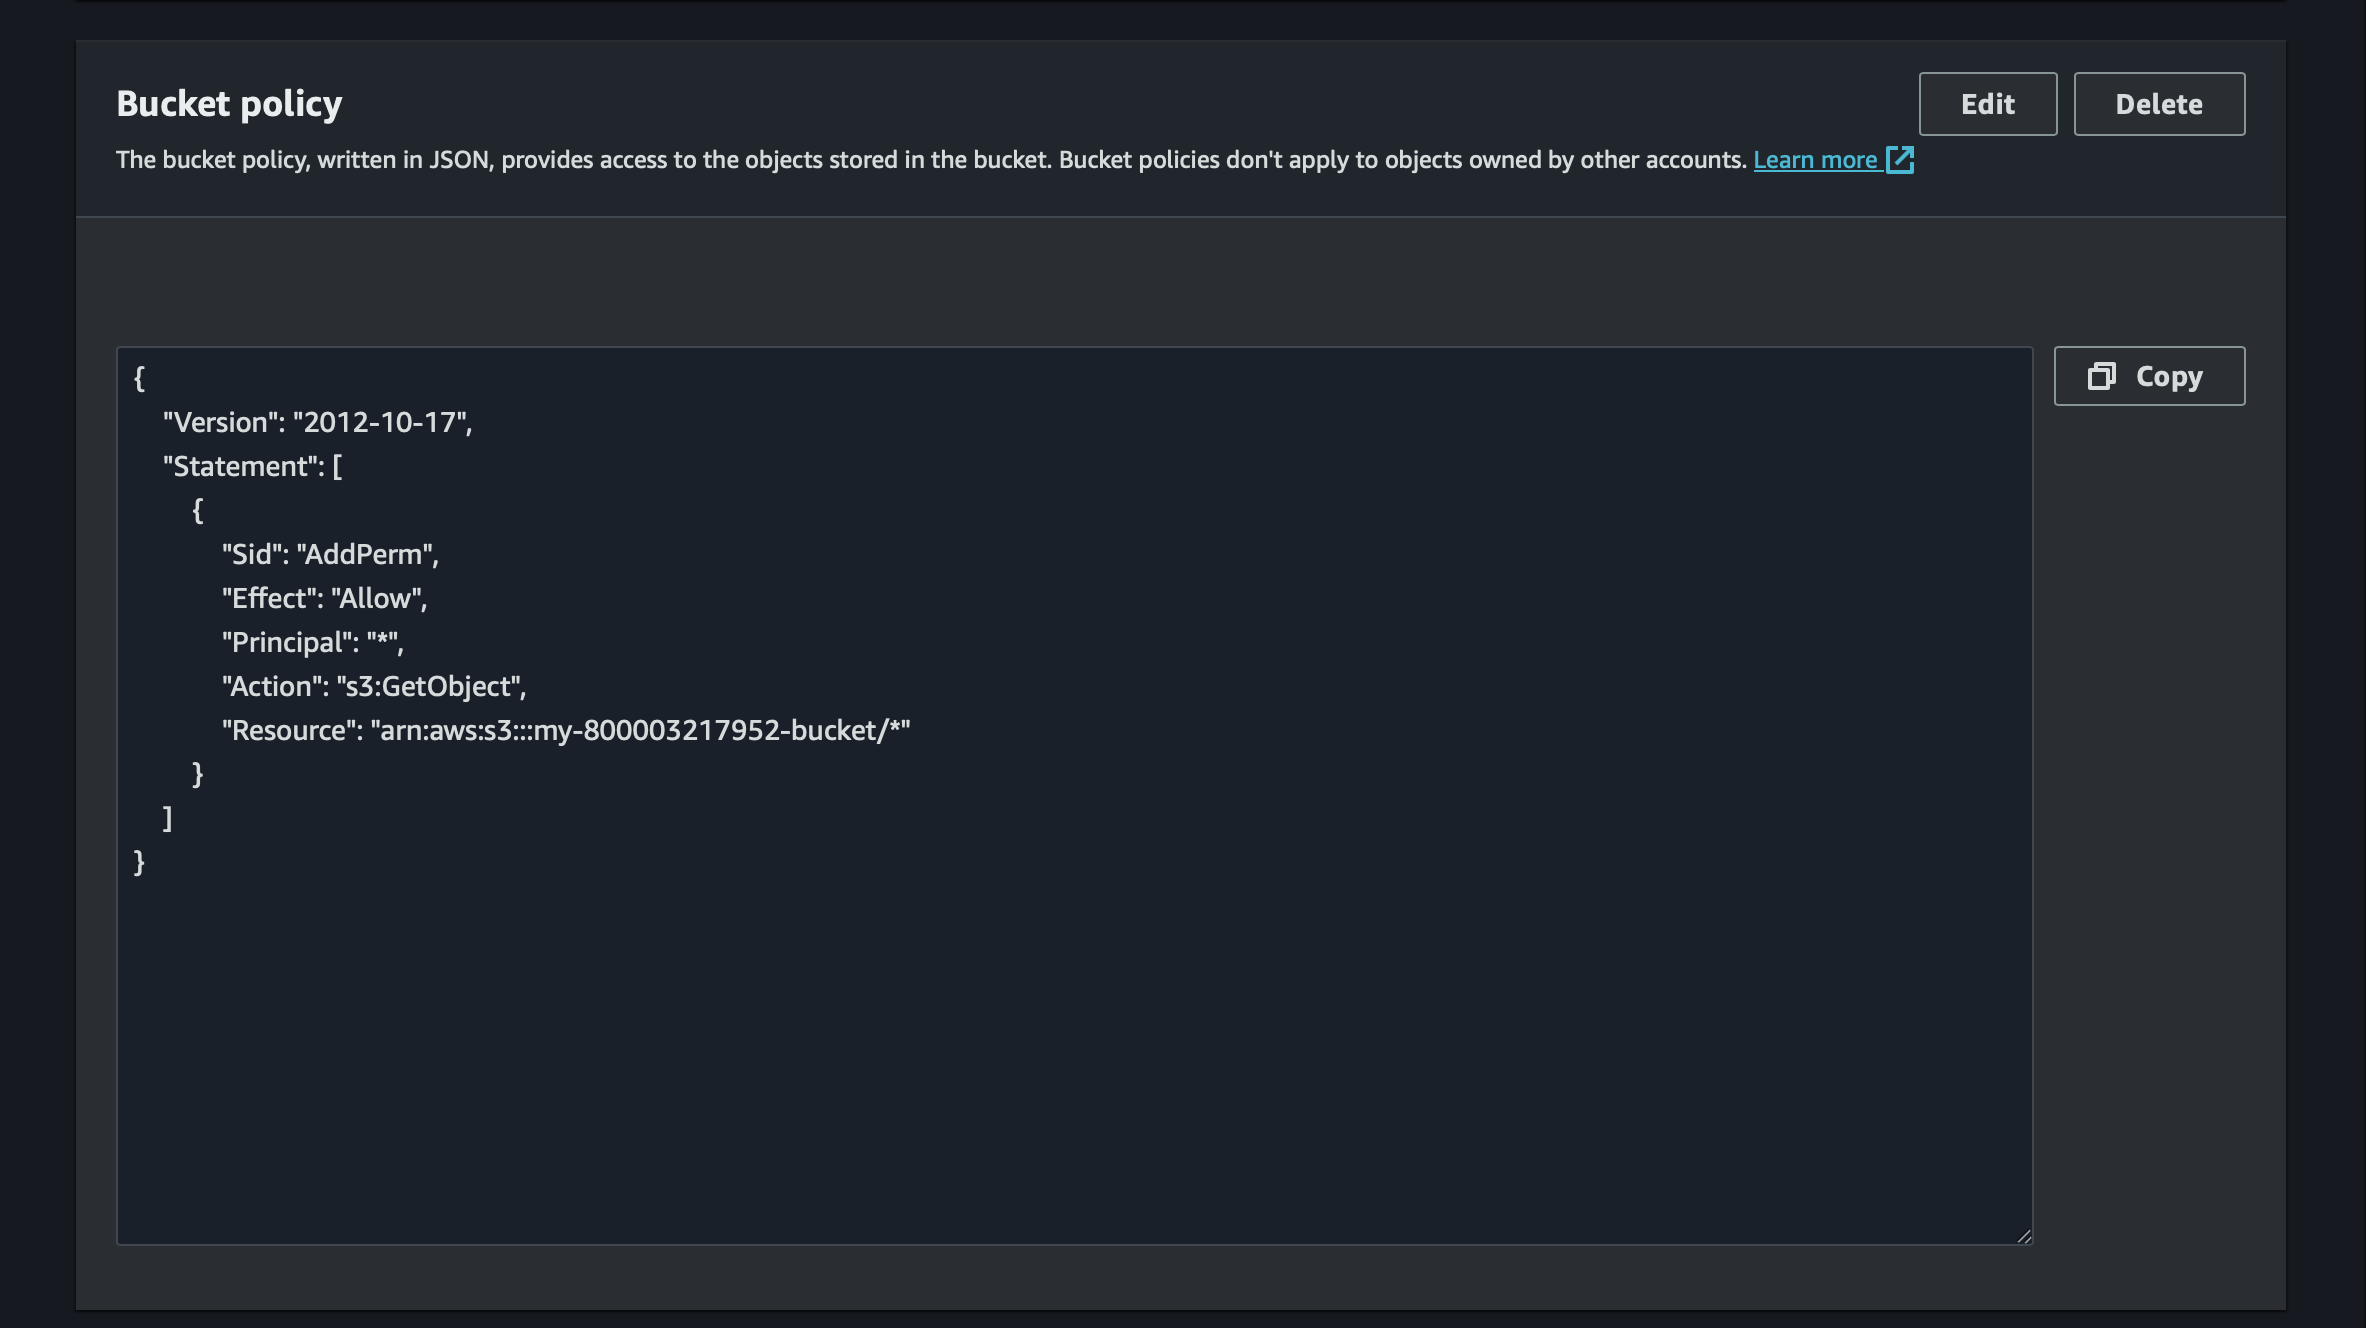 Bucket policy
Edit
Delete
The bucket policy, written in JSON, provides access to the objects stored in the bucket. Bucket policies don't apply to objects owned by other accounts. Learn more
Copy
{
"Version": "2012-10-17",
"Statement": [
{
"Sid": "AddPerm",
"Effect": "Allow",
"Principal": "*",
"Action": "s3:GetObject",
"Resource": "arn:aws:s3:::my-800003217952-bucket/*"
}
]
}